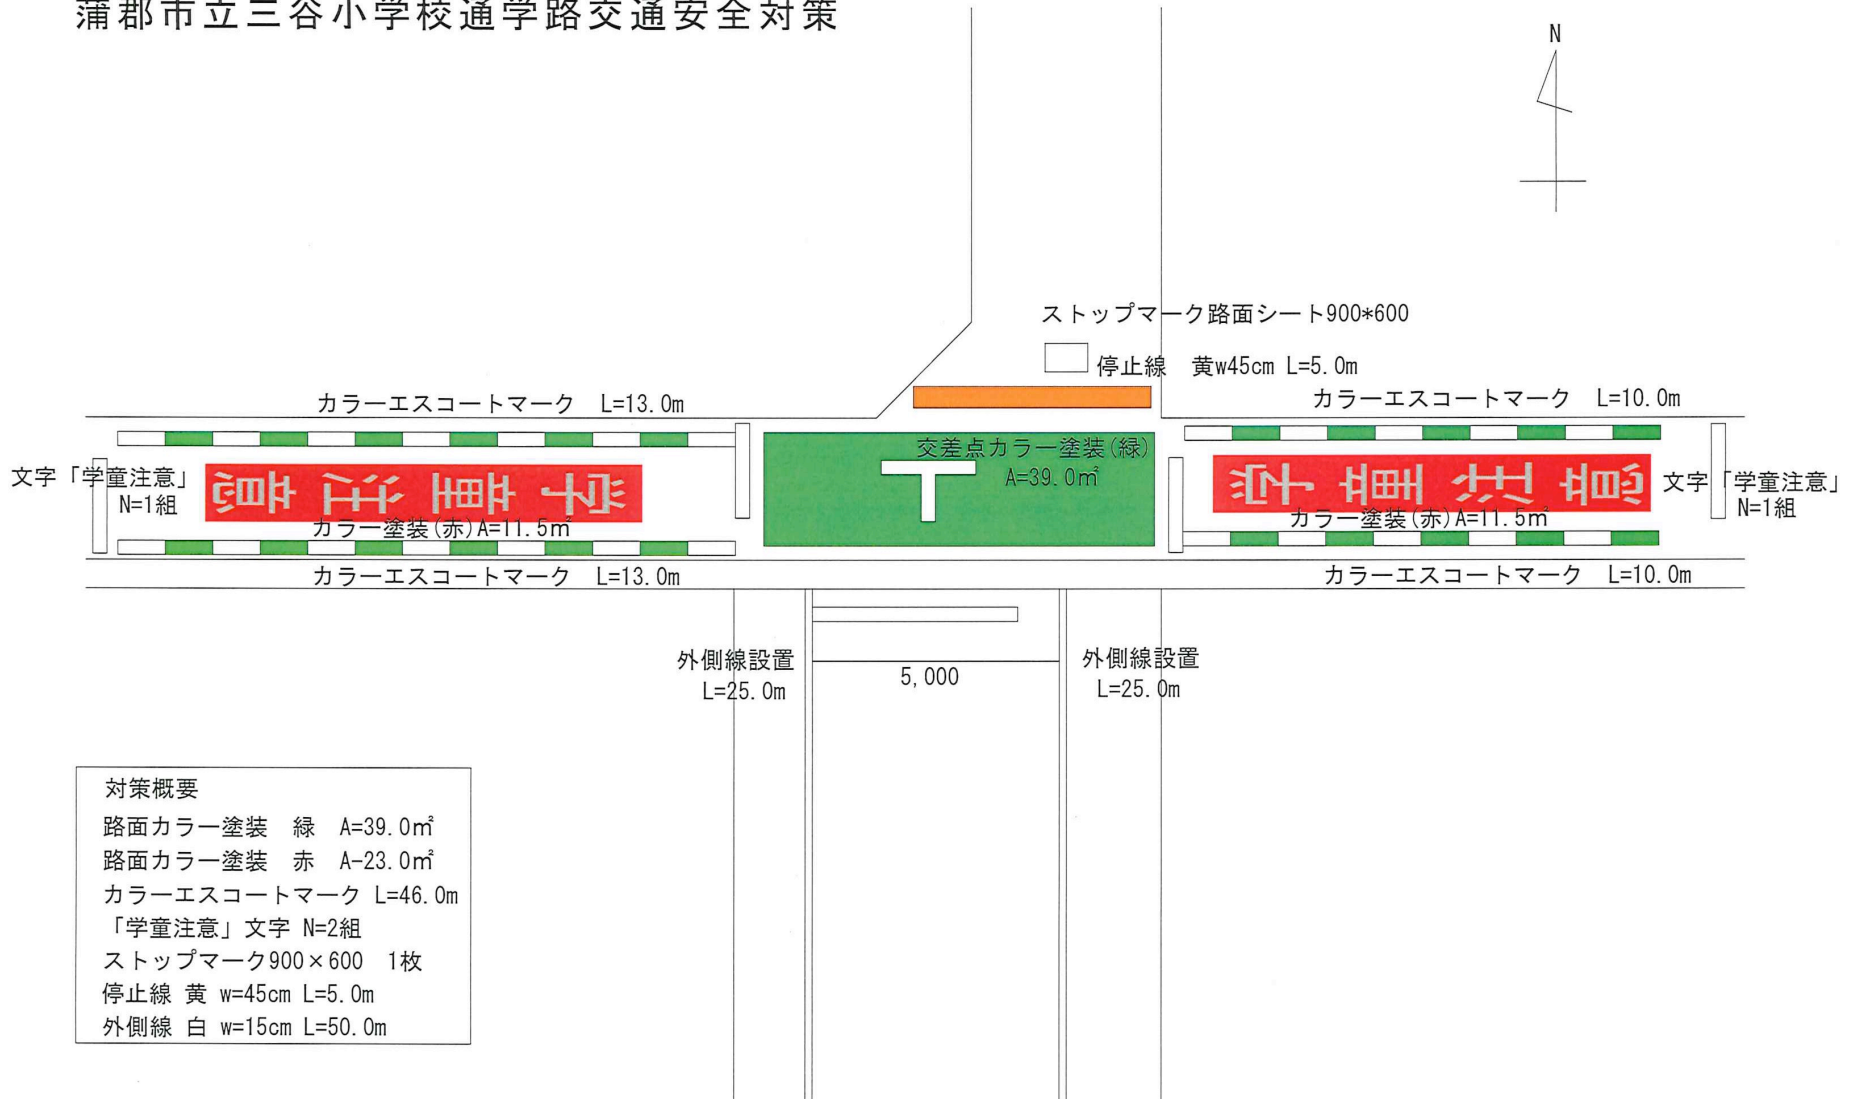 蒲郡市立三谷小学校通学路交通安全対策
N
ストップマーク路面シート900*600
停止線　黄w45cm L=5.0m
カラーエスコートマーク　L=13.0m
カラーエスコートマーク　L=10.0m
交差点カラー塗装(緑)
A=39.0㎡
文字「学童注意」
N=1組
学童注意
カラー塗装(赤)A=11.5㎡
学童注意
カラー塗装(赤)A=11.5㎡
文字「学童注意」
N=1組
カラーエスコートマーク　L=13.0m
カラーエスコートマーク　L=10.0m
外側線設置
L=25.0m
5,000
外側線設置
L=25.0m
対策概要
路面カラー塗装　緑　A=39.0㎡
路面カラー塗装　赤　A-23.0㎡
カラーエスコートマーク L=46.0m
「学童注意」文字 N=2組
ストップマーク900×600　1枚
停止線 黄 w=45cm L=5.0m
外側線 白 w=15cm L=50.0m